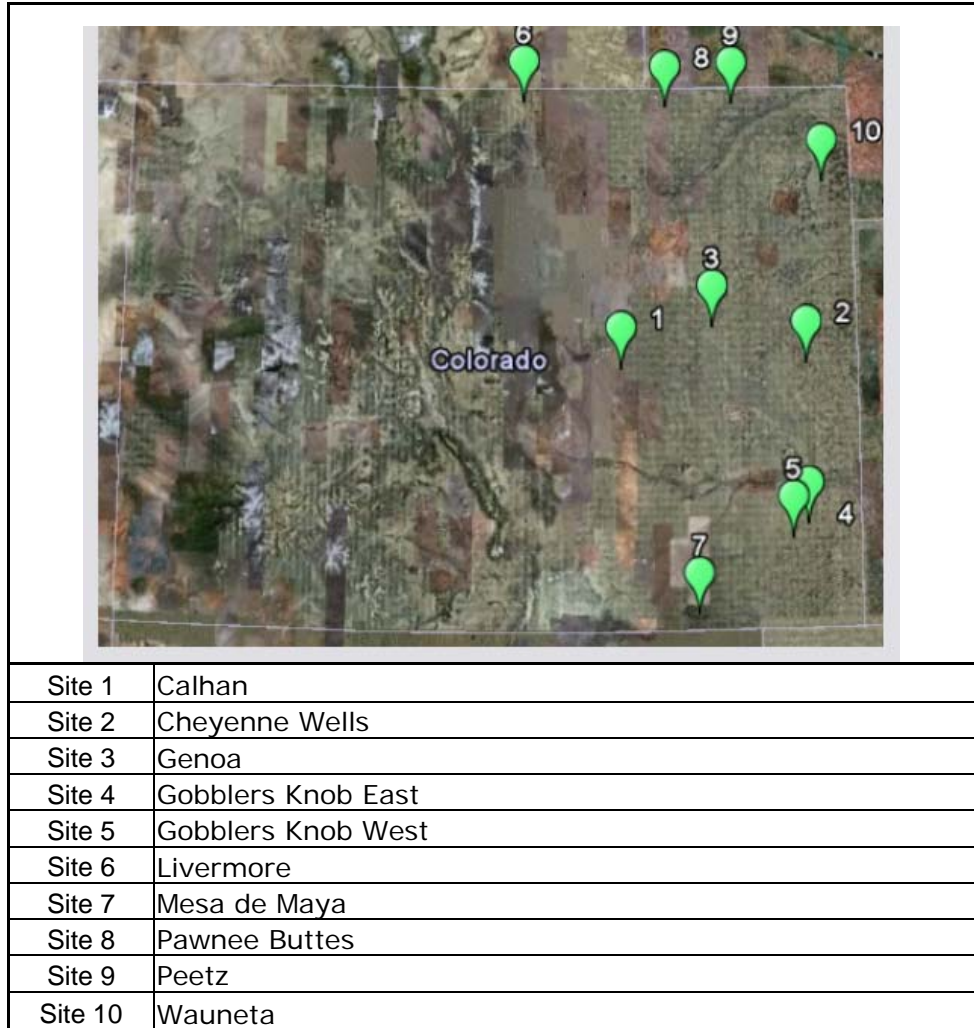 6
8
9
10
3
1
2
Colorado
5
4
7
Site 1 Calhan
Site 2 Cheyenne Wells
Site 3 Genoa
Site 4 Gobblers Knob East
Site 5 Gobblers Knob West
Site 6 Livermore
Site 7 Mesa de Maya
Site 8 Pawnee Buttes
Site 9 Peetz
Site 10 Wauneta